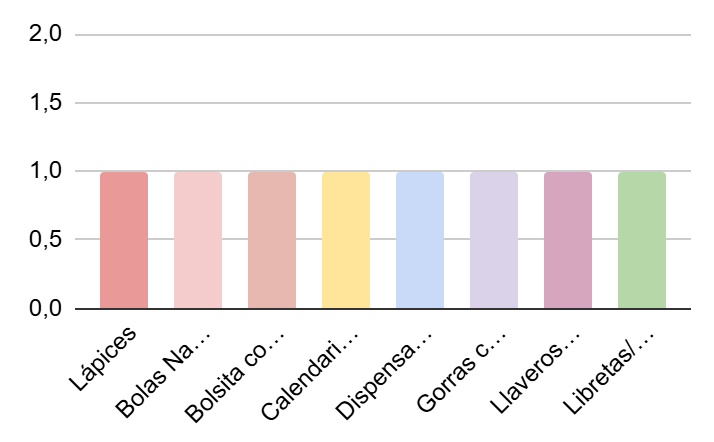 2,0
1,5
1,0
0,5
0,0
Lápices
Bolas Na…
Bolsita co…
Calendari…
Dispensa…
Gorras c…
Llaveros…
Libretas/…